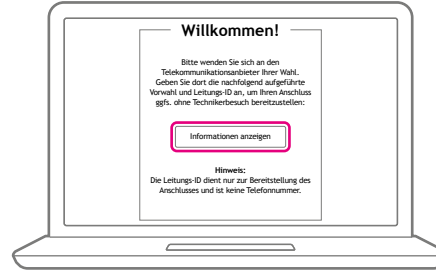 Willkommen!
Bitte wenden Sie sich an den
Telekommunikationsanbieter Ihrer Wahl.
Geben Sie dort die nachfolgend aufgeführte
Vorwahl und Leitungs-ID an, um Ihren Anschluss
ggfs. ohne Technikerbesuch bereitzustellen:
Informationen anzeigen
Hinweis:
Die Leitungs-ID dient nur zur Bereitstellung des
Anschlusses und ist keine Telefonnummer.